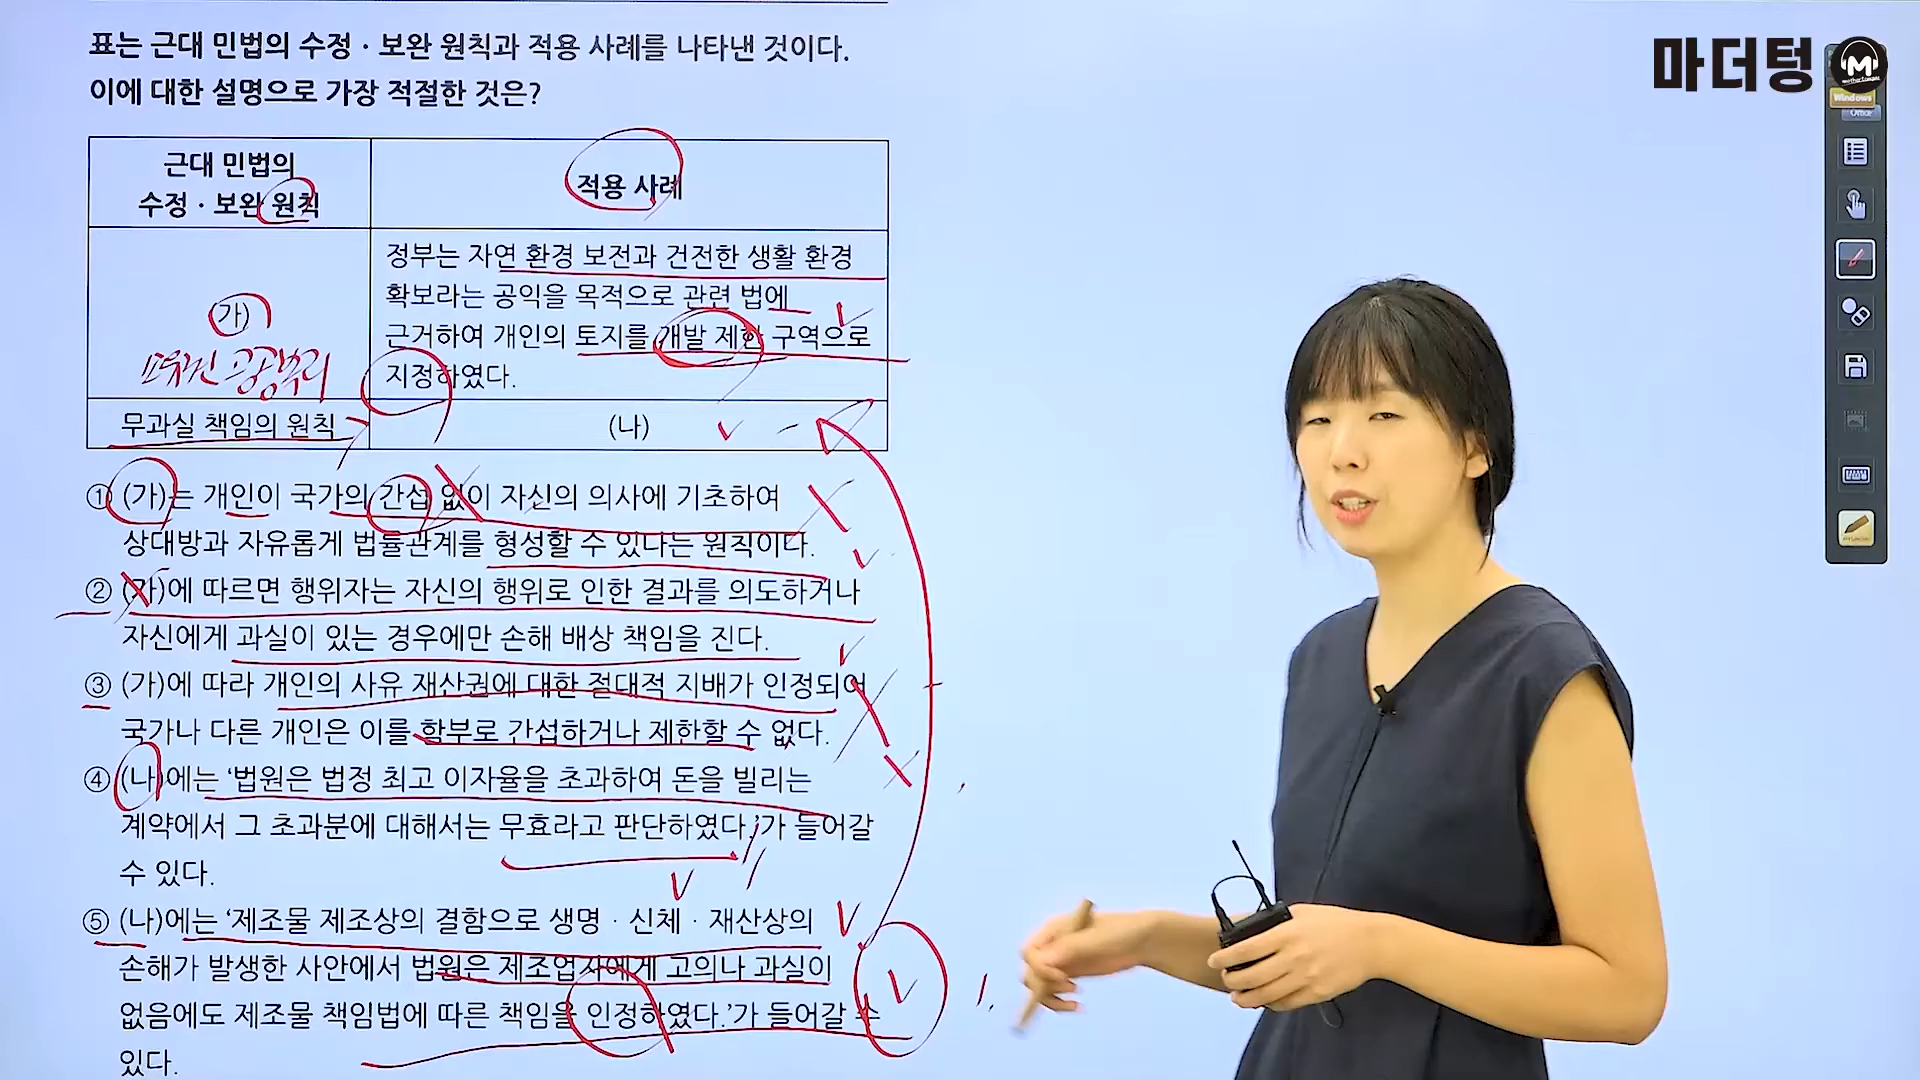 표는 근대 민법의 수정 · 보완 원칙과 적용 사례를 나타낸 것이다.
이에 대한 설명으로 가장 적절한 것은?
근대 민법의
수정 · 보완 원칙
적용 사례
(가)
정부는 자연 환경 보전과 건전한 생활 환경
확보라는 공익을 목적으로 관련 법에
근거하여 개인의 토지를 개발 제한 구역으로
지정하였다.
무과실 책임의 원칙
(나)
① (가)는 개인이 국가의 간섭 없이 자신의 의사에 기초하여
상대방과 자유롭게 법률관계를 형성할 수 있다는 원칙이다.
② (가)에 따르면 행위자는 자신의 행위로 인한 결과를 의도하거나
자신에게 과실이 있는 경우에만 손해 배상 책임을 진다.
③ (가)에 따라 개인의 사유 재산권에 대한 절대적 지배가 인정되어
국가나 다른 개인은 이를 함부로 간섭하거나 제한할 수 없다.
④ (나)에는 ‘법원은 법정 최고 이자율을 초과하여 돈을 빌리는
계약에서 그 초과분에 대해서는 무효라고 판단하였다.’가 들어갈
수 있다.
⑤ (나)에는 ‘제조물 제조상의 결함으로 생명 · 신체 · 재산상의
손해가 발생한 사안에서 법원은 제조업자에게 고의나 과실이
없음에도 제조물 책임법에 따른 책임을 인정하였다.’가 들어갈 수
있다.
마더텅
M
Windows
Office